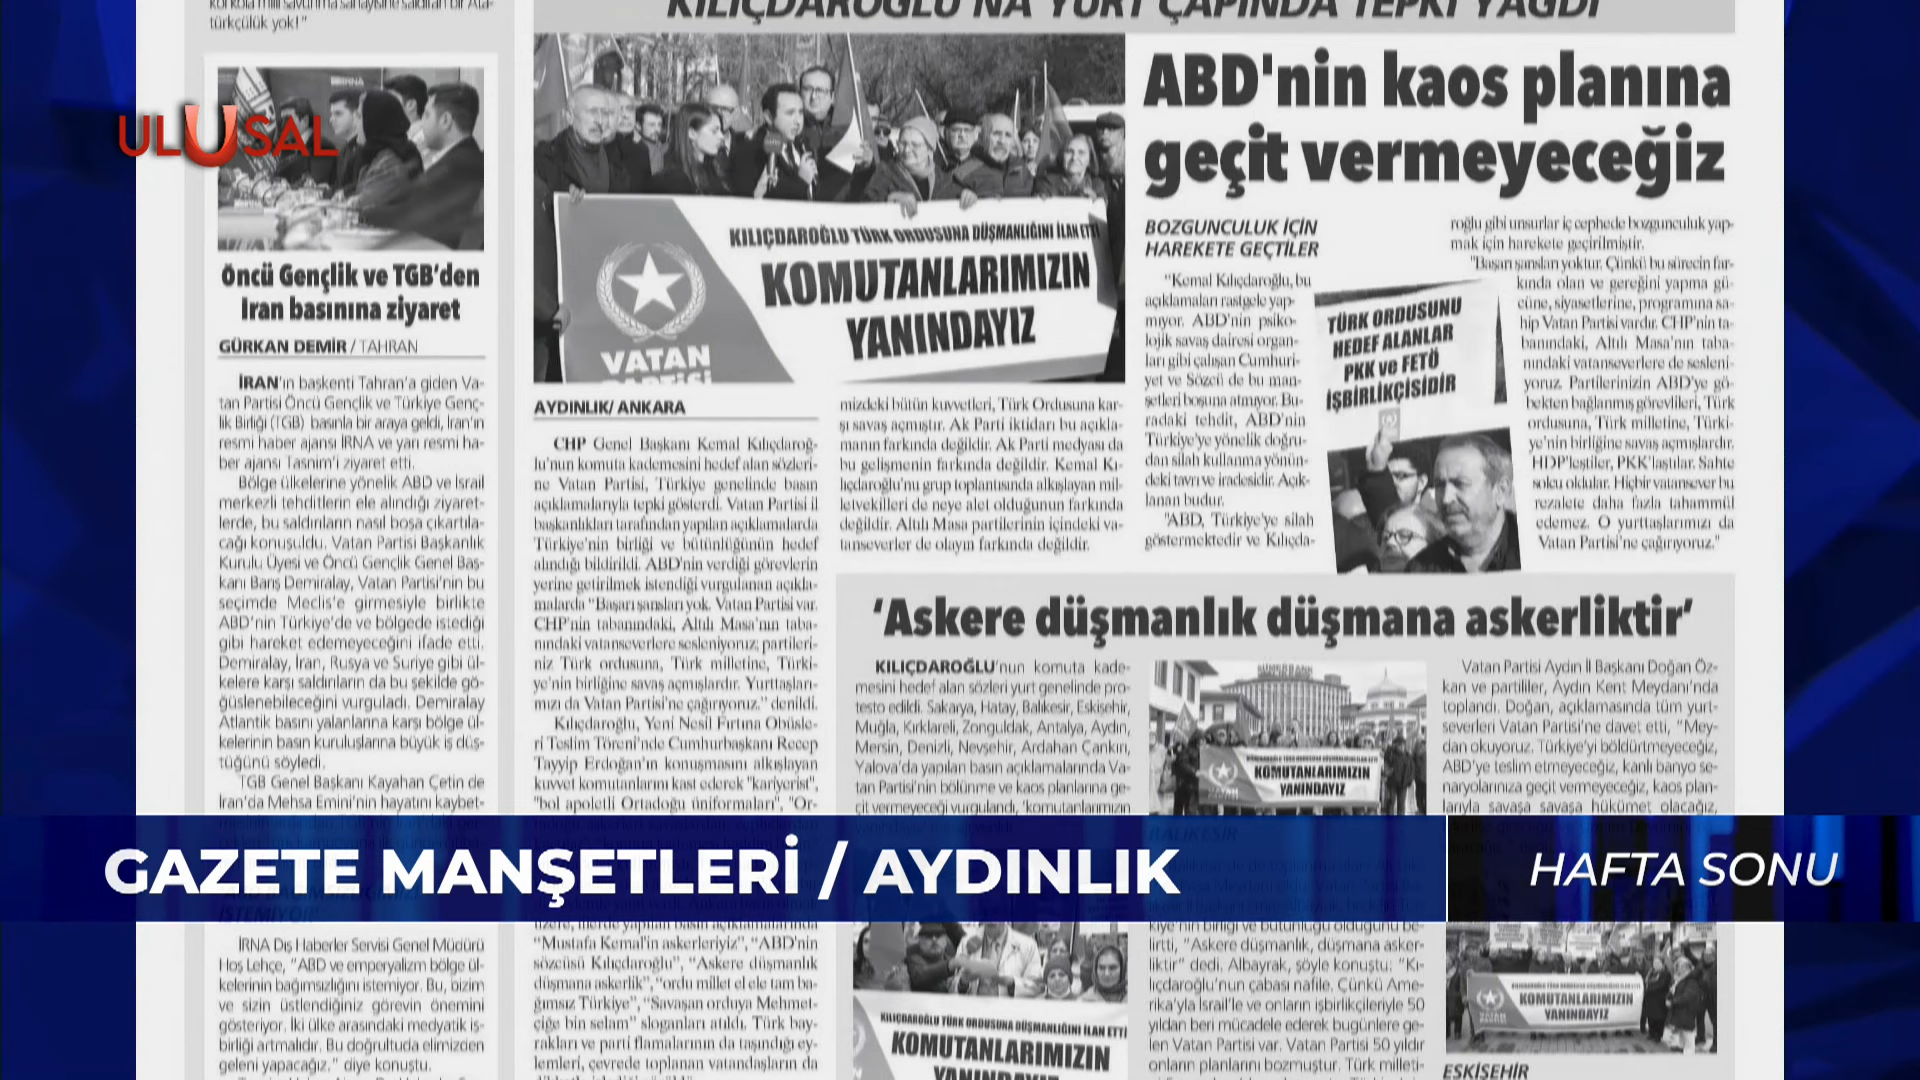 KILIÇDAROĞLU'NA YURT ÇAPINDA TEPKİ YAĞDI
türkçülük yok!"
ULUSAL
Öncü Gençlik ve TGB'den
İran basınına ziyaret
GÜRKAN DEMİR / TAHRAN
İRAN'ın başkenti Tahran'a giden Va-
tan Partisi Öncü Gençlik ve Türkiye Genç-
lik Birliği (TGB) basınla bir araya geldi, İran'ın
resmi haber ajansı İRNA ve yarı resmi ha-
ber ajansı Tasnim'i ziyaret etti.
Bölge ülkelerine yönelik ABD ve İsrail
merkezli tehditlerin ele alındığı ziyaret-
lerde, bu saldırıların nasıl boşa çıkartıla-
cağı konuşuldu. Vatan Partisi Başkanlık
Kurulu Üyesi ve Öncü Gençlik Genel Baş-
kanı Barış Demiralay, Vatan Partisi'nin bu
seçimde Meclis'e girmesiyle birlikte
ABD'nin Türkiye'de ve bölgede istediği
gibi hareket edemeyeceğini ifade etti.
Demiralay, İran, Rusya ve Suriye gibi ül-
kelere karşı saldırıların da bu şekilde gö-
ğüslenebileceğini vurguladı. Demiralay
Atlantik basını yalanlarına karşı bölge ül-
kelerinin basın kuruluşlarına büyük iş düş-
tüğünü söyledi.
TGB Genel Başkanı Kayahan Çetin de
İran'da Mehsa Emini'nin hayatını kaybet-
İRNA Dış Haberler Servisi Genel Müdürü
Hoş Lehçe, "ABD ve emperyalizm bölge ül-
kelerinin bağımsızlığını istemiyor. Bu, bizim
ve sizin üstlendiğiniz görevin önemini
gösteriyor. İki ülke arasındaki medyatik iş-
birliği artmalıdır. Bu doğrultuda elimizden
geleni yapacağız." diye konuştu.
KILIÇDAROĞLU TÜRK ORDUSUNA DÜŞMANLIĞINI İLAN ETTİ
KOMUTANLARIMIZIN
YANINDAYIZ
VATAN
PARTİSİ
AYDINLIK/ ANKARA
CHP Genel Başkanı Kemal Kılıçdaroğ-
lu'nun komuta kademesini hedef alan sözleri-
ne Vatan Partisi, Türkiye genelinde basın
açıklamalarıyla tepki gösterdi. Vatan Partisi il
başkanlıkları tarafından yapılan açıklamalarda
Türkiye'nin birliği ve bütünlüğünün hedef
alındığı bildirildi. ABD'nin verdiği görevlerin
yerine getirilmek istendiği vurgulanın açıkla-
malarda "Başarı şansları yok. Vatan Partisi var.
CHP'nin tabanındaki, Altılı Masa'nın taba-
nındaki vatanseverlere sesleniyoruz; partileri-
niz Türk ordusuna, Türk milletine, Türki-
ye'nin birliğine savaş açmışlardır. Yurttaşları-
mızı da Vatan Partisi'ne çağırıyoruz." denildi.
Kılıçdaroğlu, Yeni Nesil Fırtına Obüsle-
ri Teslim Töreni'nde Cumhurbaşkanı Recep
Tayyip Erdoğan'ın konuşmasını alkışlayan
kuvvet komutanlarını kast ederek "kariyerist",
"bol apoletli Ortadoğu üniformaları", "Or-
"Mustafa Kemal'in askerleriyiz", "ABD'nin
sözcüsü Kılıçdaroğlu", "Askere düşmanlık
düşmana askerlik", "ordu millet el ele tam ba-
ğımsız Türkiye", "Savaşan orduya Mehmet-
çiğe bin selam" sloganları atıldı, Türk bay-
rakları ve parti flamalarının da taşındığı ey-
lemleri, çevrede toplanan vatandaşların da
mizdeki bütün kuvvetleri, Türk Ordusuna kar-
şı savaş açmıştır. Ak Parti iktidarı bu açıkla-
manın farkında değildir. Ak Parti medyası da
bu gelişmenin farkında değildir. Kemal Kı-
lıçdaroğlu'nu grup toplantısında alkışlayan mil-
letvekilleri de neye alet olduğunun farkında
değildir. Altılı Masa partilerinin içindeki va-
tanseverler de olayın farkında değildir.
ABD'nin kaos planına
geçit vermeyeceğiz
BOZGUNCULUK İÇİN
HAREKETE GEÇTİLER
"Kemal Kılıçdaroğlu, bu
açıklamaları rastgele yap-
mıyor. ABD'nin psiko-
lojik savaş dairesi organ-
ları gibi çalışan Cumhuri-
yet ve Sözcü de bu man-
şetleri boşuna atmıyor. Bu-
radaki tehdit, ABD'nin
Türkiye'ye yönelik doğru-
dan silah kullanma yönün-
deki tavrı ve iradesidir. Açık-
lanan budur.
"ABD, Türkiye'ye silah
göstermektedir ve Kılıçda-
roğlu gibi unsurlar iç cephede bozgunculuk yap-
mak için harekete geçirilmiştir.
"Başarı şansları yoktur. Çünkü bu sürecin far-
kında olan ve gereğini yapma gü-
cüne, siyasetlerine, programına sa-
hip Vatan Partisi vardır. CHP'nin ta-
banındaki, Altılı Masa'nın taba-
nındaki vatanseverlere de sesleni-
yoruz. Partilerinizin ABD'ye gö-
bekten bağlanmış görevlileri, Türk
ordusuna, Türk milletine, Türki-
ye'nin birliğine savaş açmışlardır.
HDP'leştiler, PKK'laştılar. Sahte
solcu oldular. Hiçbir vatansever bu
rezalete daha fazla tahammül
edemez. O yurttaşlarımızı da
Vatan Partisi'ne çağırıyoruz."
TÜRK ORDUSUNU
HEDEF ALANLAR
PKK ve FETÖ
İŞBİRLİKÇİSİDİR
'Askere düşmanlık düşmana askerliktir'
KILIÇDAROĞLU'nun komuta kade-
mesini hedef alan sözleri yurt genelinde pro-
testo edildi. Sakarya, Hatay, Balıkesir, Eskişehir,
Muğla, Kırklareli, Zonguldak, Antalya, Aydın,
Mersin, Denizli, Nevşehir, Ardahan Çankırı,
Yalova'da yapılan basın açıklamalarında Va-
tan Partisi'nin bölünme ve kaos planlarına ge-
çit vermeyeceği vurgulandı, 'komutanlarımızın
KOMUTANLARIMIZIN
YANINDAYIZ
BALIKESİR
kiye'nin birliği ve bütünlüğü olduğunu be-
lirtti, "Askere düşmanlık, düşmana asker-
liktir" dedi. Albayrak, şöyle konuştu: "Kı-
lıçdaroğlu'nun çabası nafile. Çünkü Ame-
rika'yla İsrail'le ve onların işbirlikçileriyle 50
yıldan beri mücadele ederek bugünlere ge-
len Vatan Partisi var. Vatan Partisi 50 yıldır
onların planlarını bozmuştur. Türk milleti-
Vatan Partisi Aydın İl Başkanı Doğan Öz-
kan ve partililer, Aydın Kent Meydanı'nda
toplandı. Doğan, açıklamasında tüm yurt-
severleri Vatan Partisi'ne davet etti, "Mey-
dan okuyoruz. Türkiye'yi böldürtmeyeceğiz,
ABD'ye teslim etmeyeceğiz, kanlı banyo se-
naryolarınıza geçit vermeyeceğiz, kaos plan-
larıyla savaşa savaşa hükümet olacağız,
KILIÇDAROĞLU TÜRK ORDUSUNA DÜŞMANLIĞINI İLAN ETTİ
KOMUTANLARIMIZIN
YANINDAYIZ
KOMUTANLARIMIZIN
YANINDAYIZ
ESKİŞEHİR
GAZETE MANŞETLERİ / AYDINLIK
HAFTA SONU